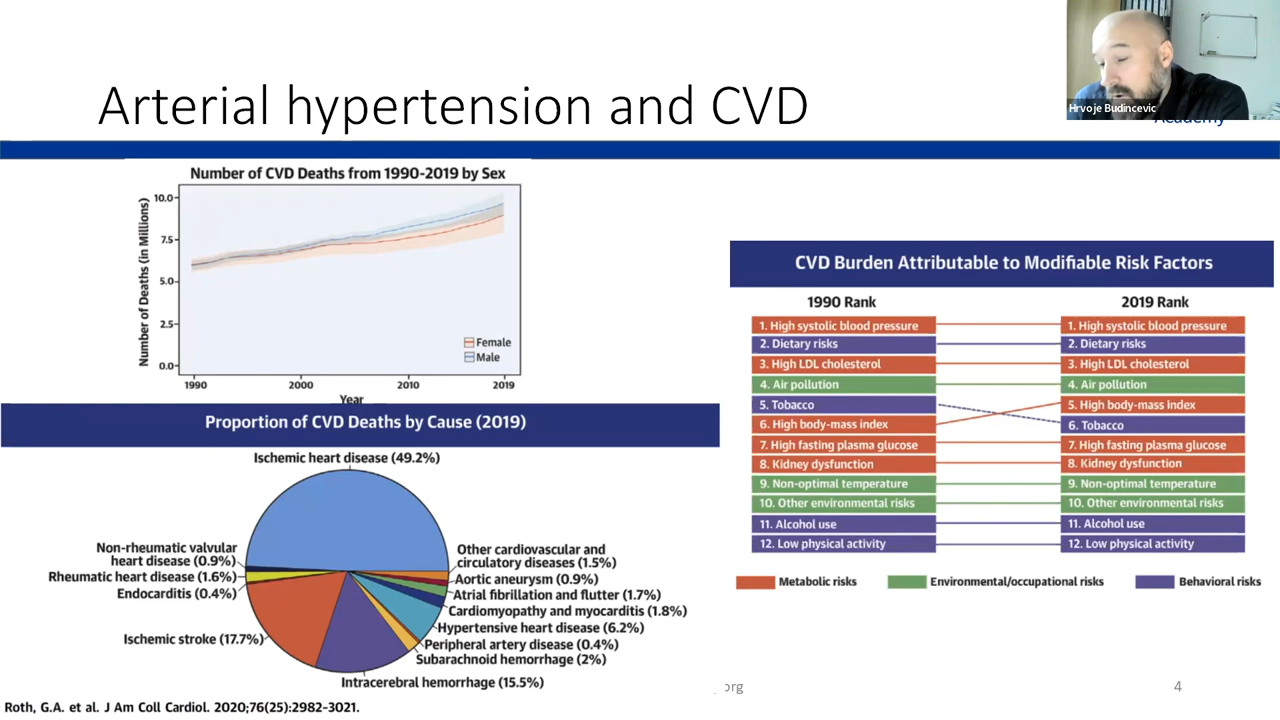 Arterial hypertension and CVD
Hrvoje Budincevic
Academy
Number of CVD Deaths from 1990-2019 by Sex
Number of Deaths (in Millions)
10.0
7.5
5.0
2.5
0.0
1990
2000
2010
2019
Year
Female
Male
Proportion of CVD Deaths by Cause (2019)
Ischemic heart disease (49.2%)
Non-rheumatic valvular
heart disease (0.9%)
Rheumatic heart disease (1.6%)
Endocarditis (0.4%)
Ischemic stroke (17.7%)
Intracerebral hemorrhage (15.5%)
Other cardiovascular and
circulatory diseases (1.5%)
Aortic aneurysm (0.9%)
Atrial fibrillation and flutter (1.7%)
Cardiomyopathy and myocarditis (1.8%)
Hypertensive heart disease (6.2%)
Peripheral artery disease (0.4%)
Subarachnoid hemorrhage (2%)
CVD Burden Attributable to Modifiable Risk Factors
1990 Rank
1. High systolic blood pressure
2. Dietary risks
3. High LDL cholesterol
4. Air pollution
5. Tobacco
6. High body-mass index
7. High fasting plasma glucose
8. Kidney dysfunction
9. Non-optimal temperature
10. Other environmental risks
11. Alcohol use
12. Low physical activity
2019 Rank
1. High systolic blood pressure
2. Dietary risks
3. High LDL cholesterol
4. Air pollution
5. High body-mass index
6. Tobacco
7. High fasting plasma glucose
8. Kidney dysfunction
9. Non-optimal temperature
10. Other environmental risks
11. Alcohol use
12. Low physical activity
Metabolic risks
Environmental/occupational risks
Behavioral risks
Roth, G.A. et al. J Am Coll Cardiol. 2020;76(25):2982-3021.
org
4